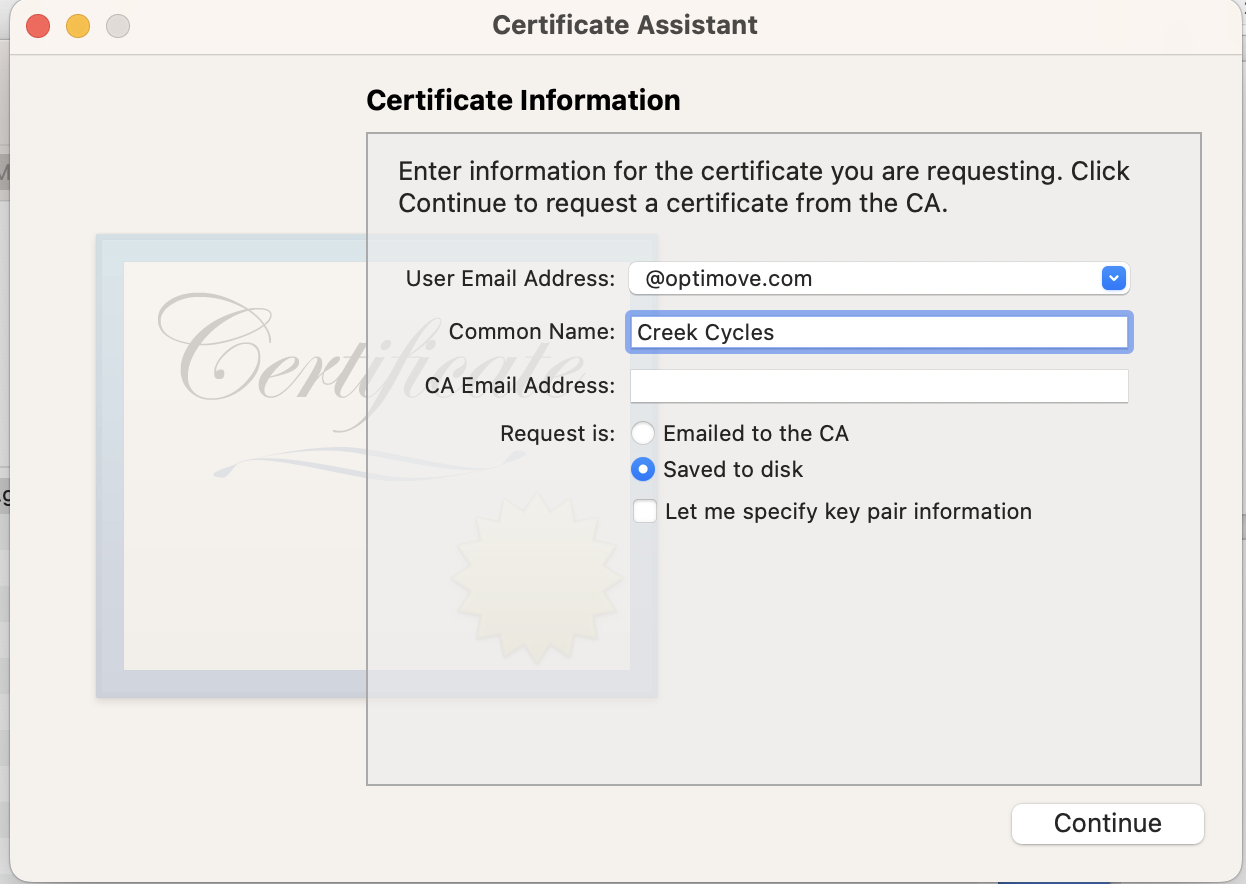 Certificate Assistant
Certificate Information
Enter information for the certificate you are requesting. Click
Continue to request a certificate from the CA.
User Email Address: @optimove.com
Common Name: Creek Cycles
CA Email Address:
Request is: Emailed to the CA
Saved to disk
Let me specify key pair information
Certificate
Continue